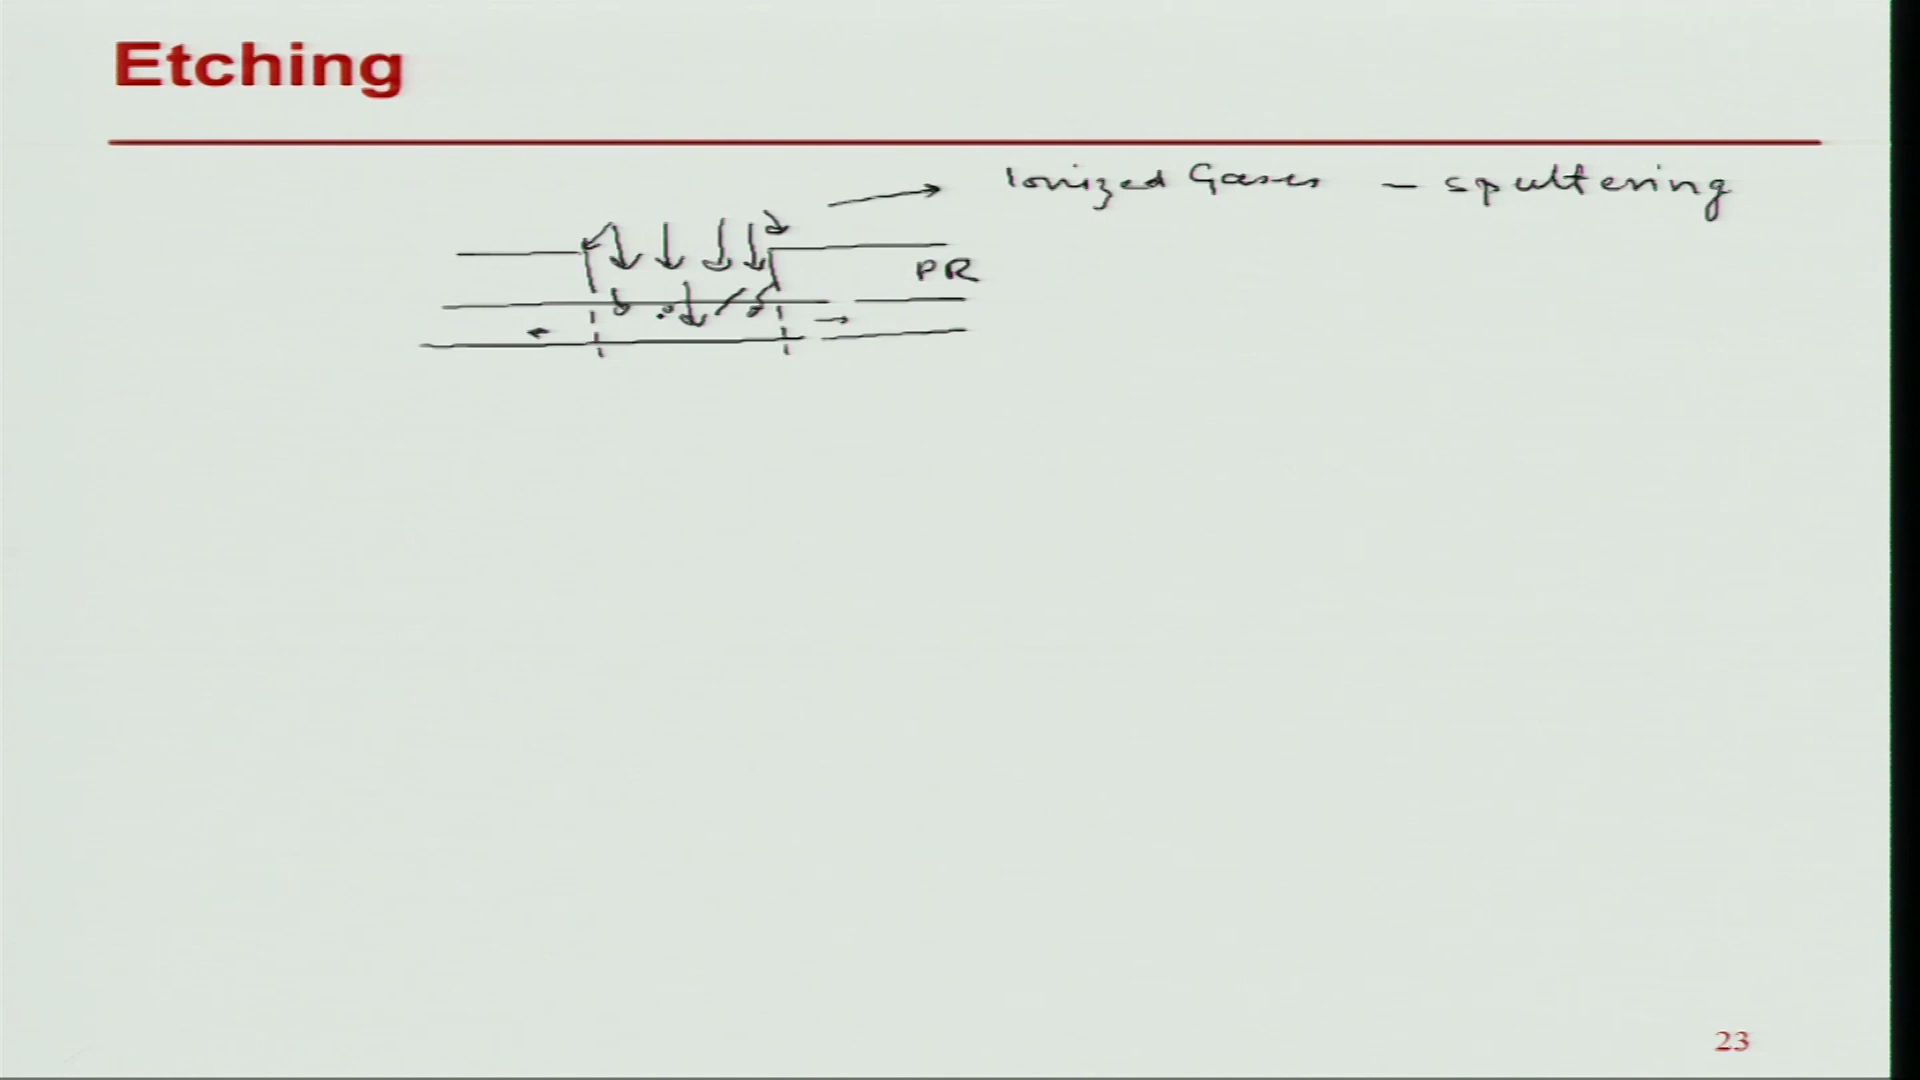 Etching
Ionized Gases - sputtering
PR
23